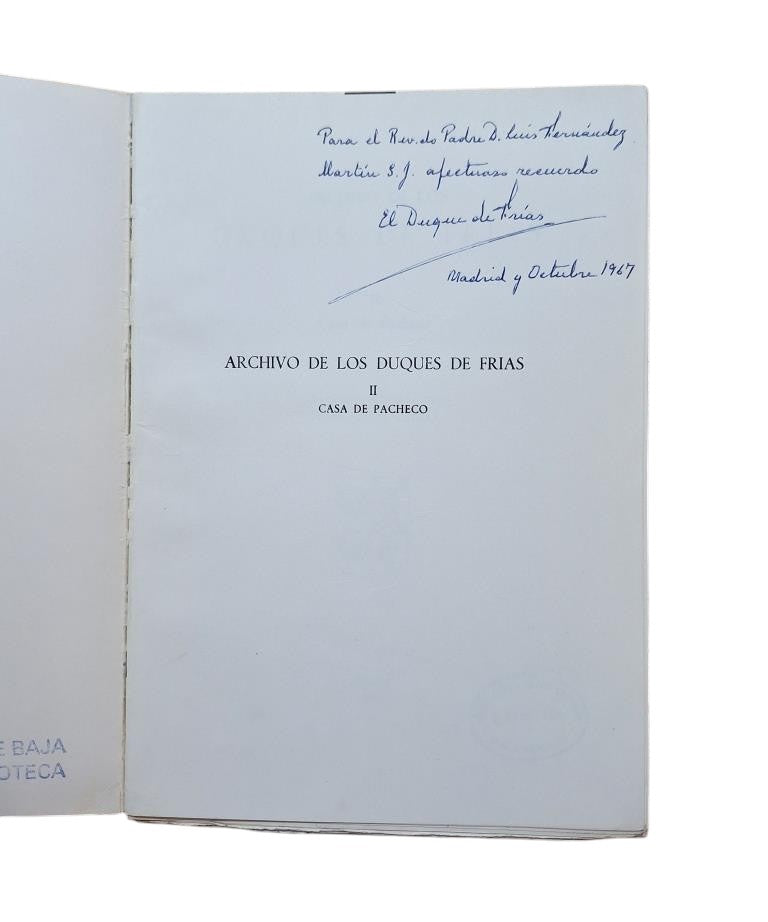 Para el Rev.do Padre D. Luis Hernández
Martín S.J. afectuoso recuerdo
El Duque de Frías
Madrid y Octubre 1967
ARCHIVO DE LOS DUQUES DE FRIAS
II
CASA DE PACHECO
E BAJA
OTECA